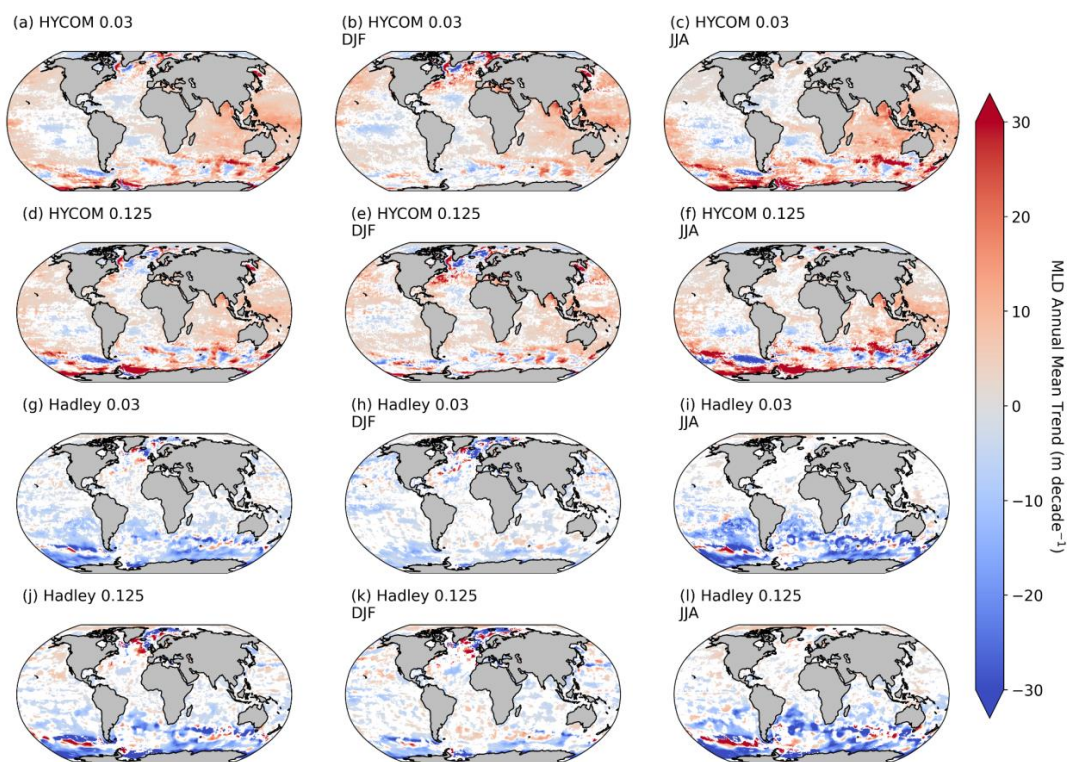 (a) HYCOM 0.03
(b) HYCOM 0.03
DJF
(c) HYCOM 0.03
JJA
(d) HYCOM 0.125
(e) HYCOM 0.125
DJF
(f) HYCOM 0.125
JJA
(g) Hadley 0.03
(h) Hadley 0.03
DJF
(i) Hadley 0.03
JJA
(j) Hadley 0.125
(k) Hadley 0.125
DJF
(l) Hadley 0.125
JJA
30
20
10
0
−10
−20
−30
MLD Annual Mean Trend (m decade⁻¹)